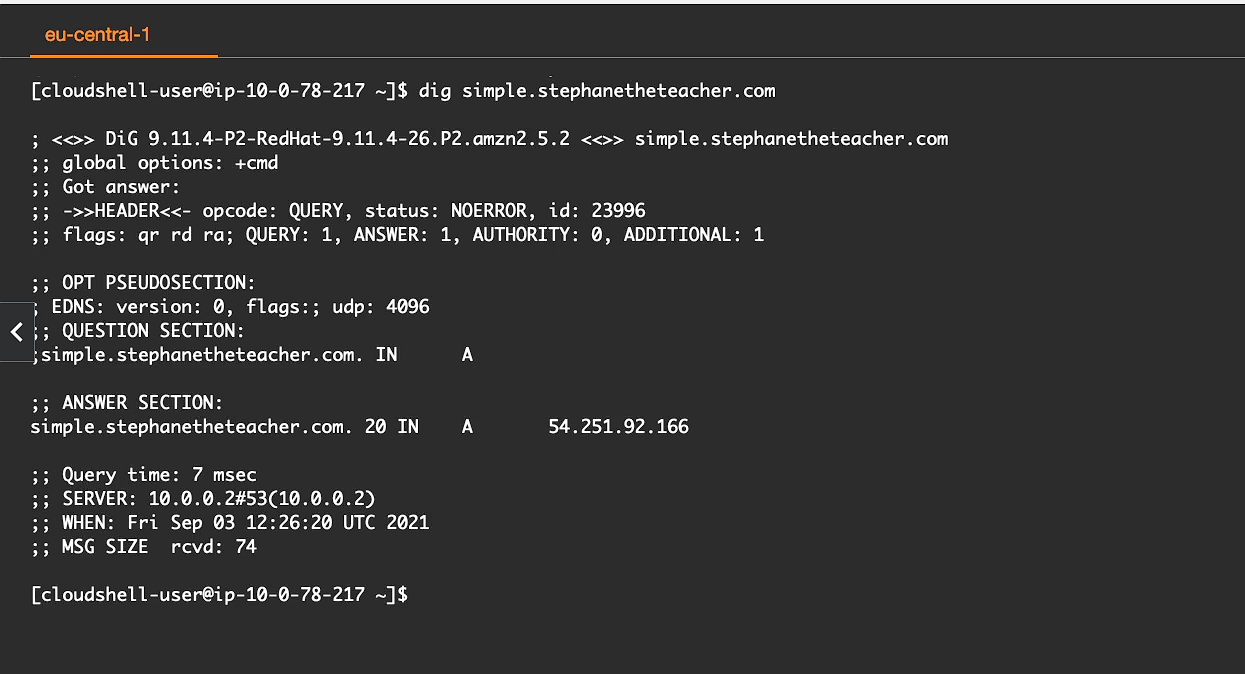 eu-central-1
[cloudshell-user@ip-10-0-78-217 ~]$ dig simple.stephanetheteacher.com
; <<>> DiG 9.11.4-P2-RedHat-9.11.4-26.P2.amzn2.5.2 <<>> simple.stephanetheteacher.com
;; global options: +cmd
;; Got answer:
;; ->>HEADER<<- opcode: QUERY, status: NOERROR, id: 23996
;; flags: qr rd ra; QUERY: 1, ANSWER: 1, AUTHORITY: 0, ADDITIONAL: 1
;; OPT PSEUDOSECTION:
; EDNS: version: 0, flags:; udp: 4096
;; QUESTION SECTION:
;simple.stephanetheteacher.com. IN A
;; ANSWER SECTION:
simple.stephanetheteacher.com. 20 IN A 54.251.92.166
;; Query time: 7 msec
;; SERVER: 10.0.0.2#53(10.0.0.2)
;; WHEN: Fri Sep 03 12:26:20 UTC 2021
;; MSG SIZE rcvd: 74
[cloudshell-user@ip-10-0-78-217 ~]$